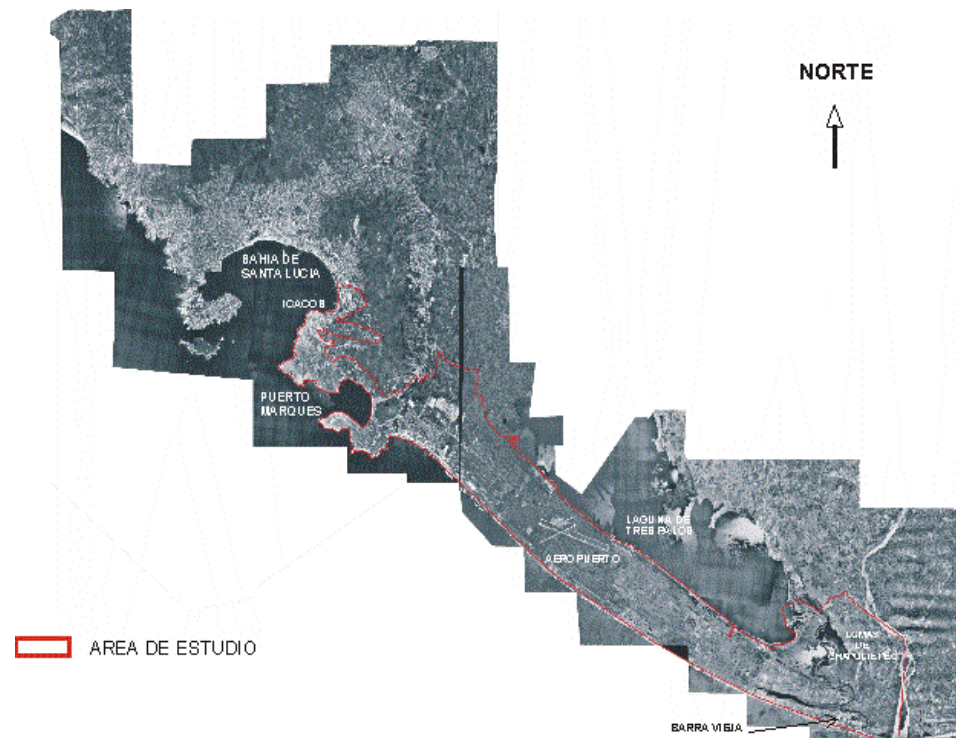 NORTE
BAHIA DE
SANTA LUCIA
ICACOS
PUERTO
MARQUES
LAGUNA DE
TRES PALOS
AEROPUERTO
LOMAS
DE
CHAPULTEPEC
AREA DE ESTUDIO
BARRA VIEJA